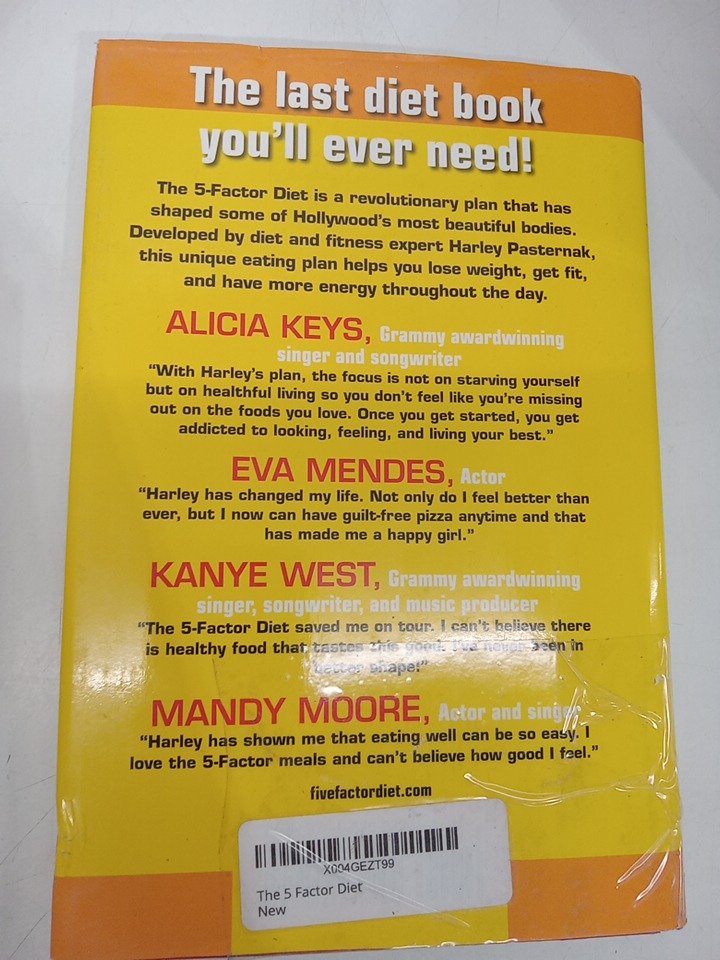 The last diet book
you'll ever need!
The 5-Factor Diet is a revolutionary plan that has
shaped some of Hollywood's most beautiful bodies.
Developed by diet and fitness expert Harley Pasternak,
this unique eating plan helps you lose weight, get fit,
and have more energy throughout the day.
ALICIA KEYS, Grammy awardwinning
singer and songwriter
“With Harley's plan, the focus is not on starving yourself
but on healthful living so you don't feel like you're missing
out on the foods you love. Once you get started, you get
addicted to looking, feeling, and living your best.”
EVA MENDES, Actor
“Harley has changed my life. Not only do I feel better than
ever, but I now can have guilt-free pizza anytime and that
has made me a happy girl.”
KANYE WEST, Grammy awardwinning
singer, songwriter, and music producer
“The 5-Factor Diet saved me on tour. I can't believe there
is healthy food that tastes this good. I've never been in
better shape!”
MANDY MOORE, Actor and singer
“Harley has shown me that eating well can be so easy. I
love the 5-Factor meals and can't believe how good I feel.”
fivefactordiet.com
X004GEZT99
The 5 Factor Diet
New